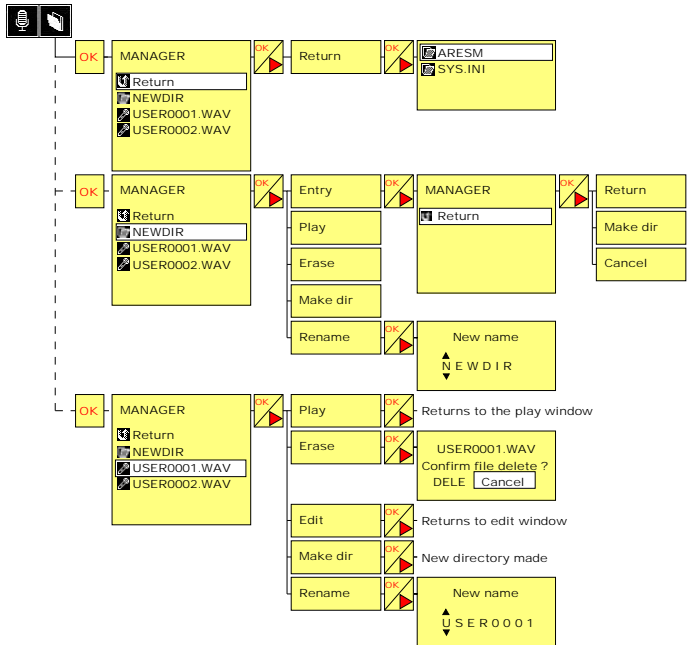 OK
MANAGER
Return
NEWDIR
USER0001.WAV
USER0002.WAV
OK
Return
OK
ARESM
SYS.INI
OK
MANAGER
Return
NEWDIR
USER0001.WAV
USER0002.WAV
OK
Entry
Play
Erase
Make dir
Rename
OK
MANAGER
Return
OK
Return
Make dir
Cancel
OK
New name
NEWDIR
OK
MANAGER
Return
NEWDIR
USER0001.WAV
USER0002.WAV
OK
Play
OK
Returns to the play window
Erase
OK
USER0001.WAV
Confirm file delete ?
DELE Cancel
Edit
OK
Returns to edit window
Make dir
OK
New directory made
Rename
OK
New name
USER0001